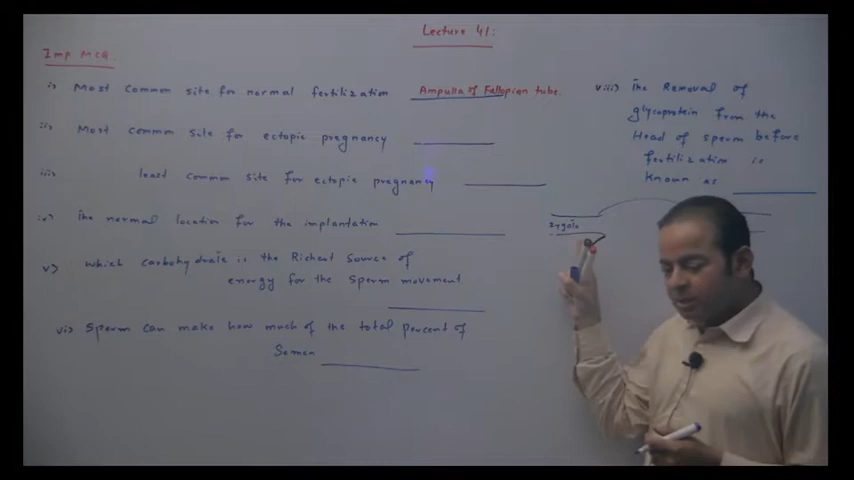 Lecture 41:
Imp MCQ.
i> Most common site for normal fertilization Ampulla of Fallopian tube.
ii> Most common site for ectopic pregnancy
iii> least common site for ectopic pregnancy
iv> The normal location for the implantation
v> which carbohydrate is the Richest Source of
energy for the sperm movement
vi> Sperm can make how much of the total percent of
Semen
viii> The Removal of
glycoprotein from the
Head of sperm before
fertilization is
Known as
zygote